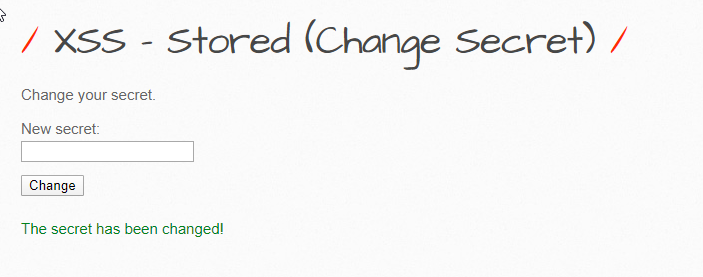 / XSS - Stored (Change Secret) /
Change your secret.
New secret:
Change
The secret has been changed!